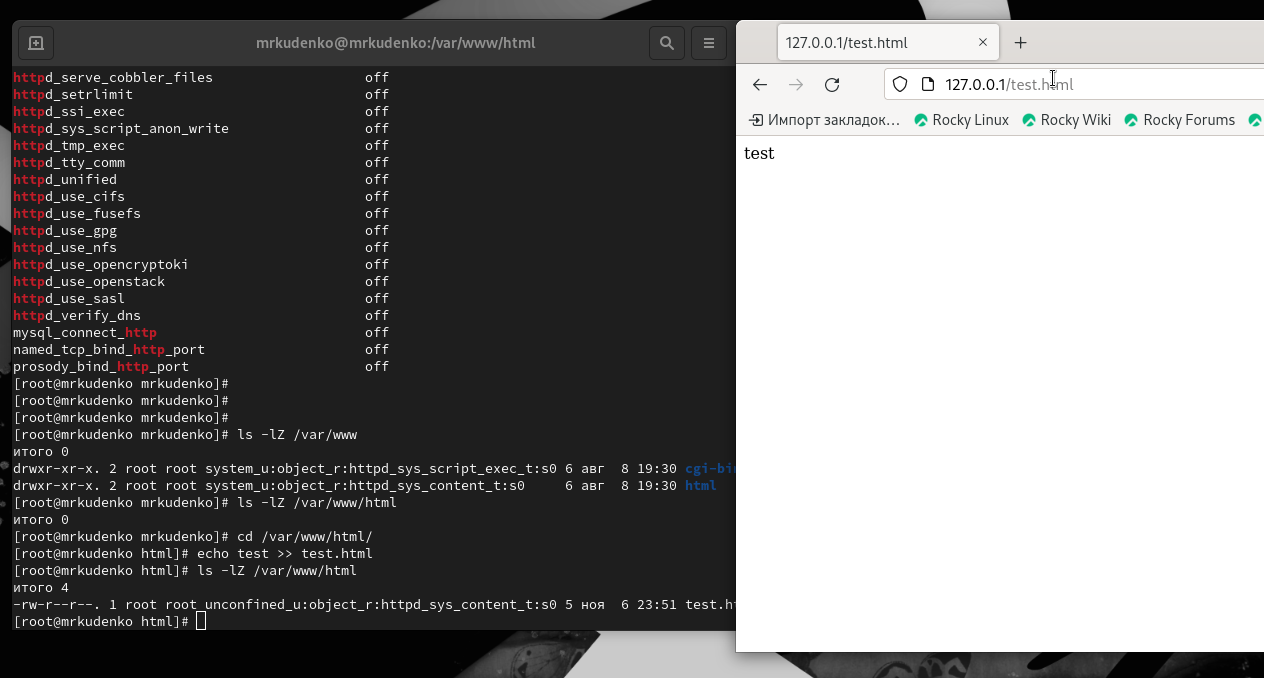 mrkudenko@mrkudenko:/var/www/html
httpd_serve_cobbler_files off
httpd_setrlimit off
httpd_ssi_exec off
httpd_sys_script_anon_write off
httpd_tmp_exec off
httpd_tty_comm off
httpd_unified off
httpd_use_cifs off
httpd_use_fusefs off
httpd_use_gpg off
httpd_use_nfs off
httpd_use_opencryptoki off
httpd_use_openstack off
httpd_use_sasl off
httpd_verify_dns off
mysql_connect_http off
named_tcp_bind_http_port off
prosody_bind_http_port off
[root@mrkudenko mrkudenko]#
[root@mrkudenko mrkudenko]#
[root@mrkudenko mrkudenko]#
[root@mrkudenko mrkudenko]# ls -lZ /var/www
итого 0
drwxr-xr-x. 2 root root system_u:object_r:httpd_sys_script_exec_t:s0 6 авг 8 19:30 cgi-bin
drwxr-xr-x. 2 root root system_u:object_r:httpd_sys_content_t:s0 6 авг 8 19:30 html
[root@mrkudenko mrkudenko]# ls -lZ /var/www/html
итого 0
[root@mrkudenko mrkudenko]# cd /var/www/html/
[root@mrkudenko html]# echo test >> test.html
[root@mrkudenko html]# ls -lZ /var/www/html
итого 4
-rw-r--r--. 1 root root unconfined_u:object_r:httpd_sys_content_t:s0 5 ноя 6 23:51 test.ht
[root@mrkudenko html]#
127.0.0.1/test.html
127.0.0.1/test.html
Импорт закладок… Rocky Linux Rocky Wiki Rocky Forums
test